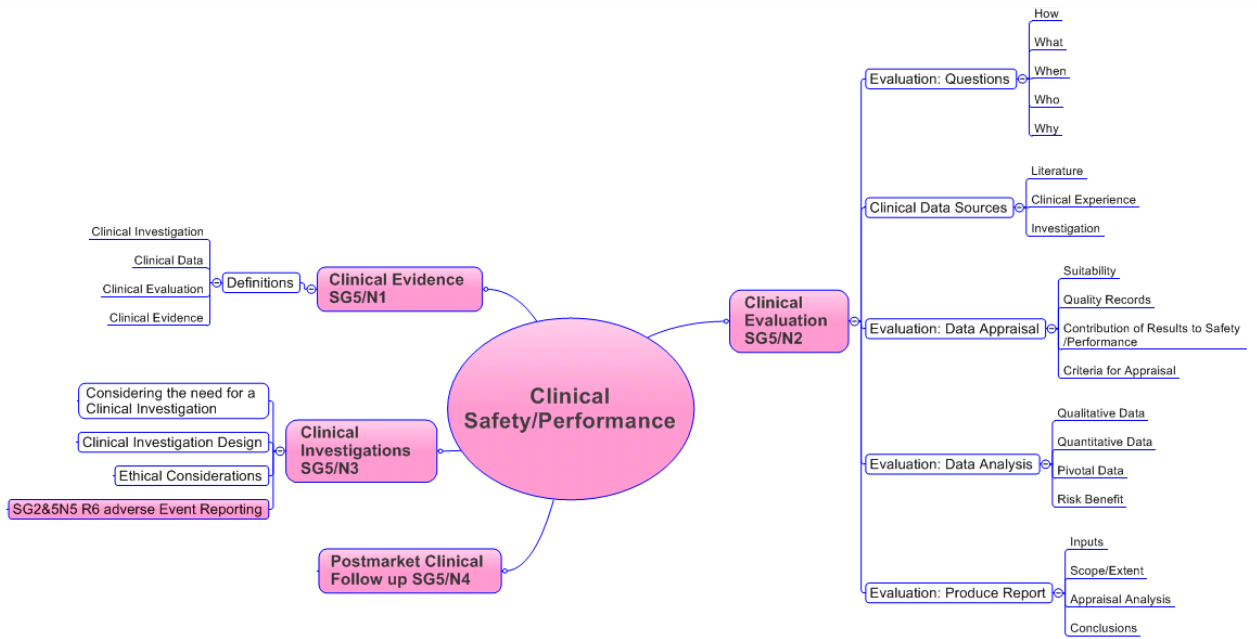 Clinical
Safety/Performance
Clinical Evidence
SG5/N1
Definitions
Clinical Investigation
Clinical Data
Clinical Evaluation
Clinical Evidence
Clinical
Investigations
SG5/N3
Considering the need for a
Clinical Investigation
Clinical Investigation Design
Ethical Considerations
SG2&5N5 R6 adverse Event Reporting
Postmarket Clinical
Follow up SG5/N4
Clinical
Evaluation
SG5/N2
Evaluation: Questions
How
What
When
Who
Why
Clinical Data Sources
Literature
Clinical Experience
Investigation
Evaluation: Data Appraisal
Suitability
Quality Records
Contribution of Results to Safety
/Performance
Criteria for Appraisal
Evaluation: Data Analysis
Qualitative Data
Quantitative Data
Pivotal Data
Risk Benefit
Evaluation: Produce Report
Inputs
Scope/Extent
Appraisal Analysis
Conclusions